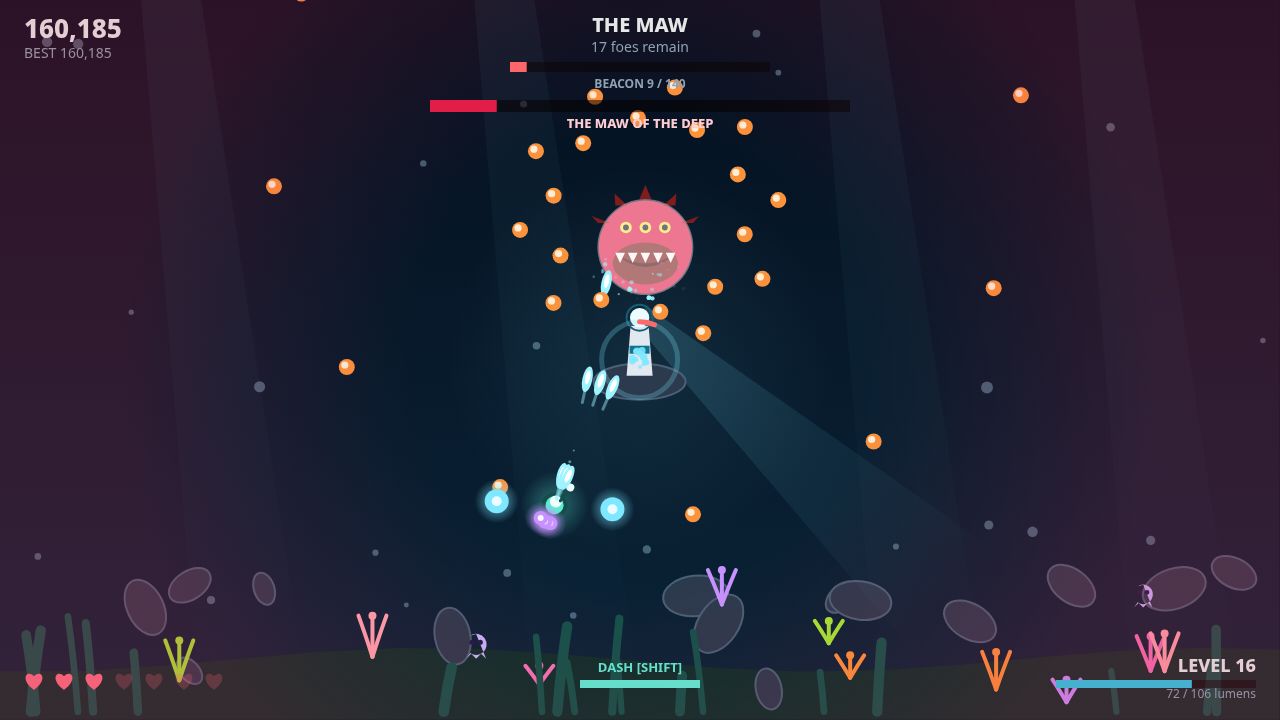 160,185
BEST 160,185
THE MAW
17 foes remain
BEACON 9 / 140
THE MAW OF THE DEEP
DASH [SHIFT]
LEVEL 16
72 / 106 lumens